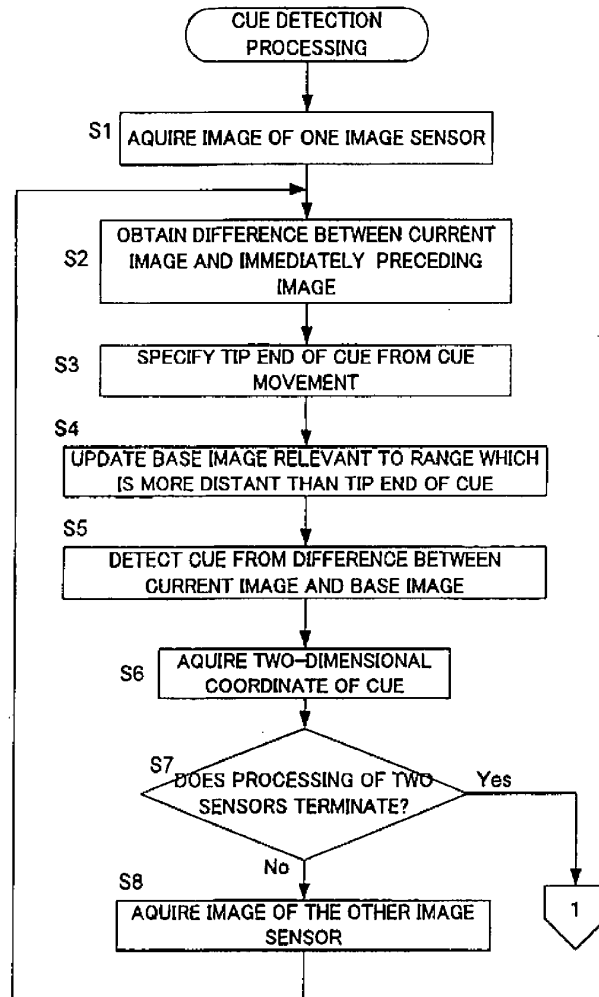 CUE DETECTION
PROCESSING
S1
AQUIRE IMAGE OF ONE IMAGE SENSOR
S2
OBTAIN DIFFERENCE BETWEEN CURRENT
IMAGE AND IMMEDIATELY PRECEDING
IMAGE
S3
SPECIFY TIP END OF CUE FROM CUE
MOVEMENT
S4
UPDATE BASE IMAGE RELEVANT TO RANGE WHICH
IS MORE DISTANT THAN TIP END OF CUE
S5
DETECT CUE FROM DIFFERENCE BETWEEN
CURRENT IMAGE AND BASE IMAGE
S6
AQUIRE TWO-DIMENSIONAL
COORDINATE OF CUE
S7
DOES PROCESSING OF TWO
SENSORS TERMINATE?
Yes
No
1
S8
AQUIRE IMAGE OF THE OTHER IMAGE
SENSOR